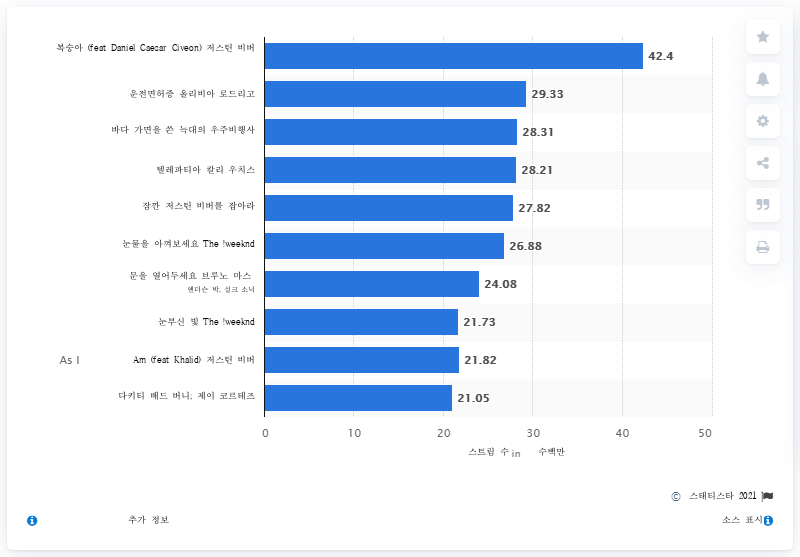 복숭아 (feat Daniel Caesar Civeon) 저스틴 비버
42.4
운전면허증 올리비아 로드리고
29.33
바다 가면을 쓴 늑대의 우주비행사
28.31
텔레파티아 칼리 우치스
28.21
잠깐 저스틴 비버를 잡아라
27.82
눈물을 아껴보세요 The !weeknd
26.88
문을 열어두세요 브루노 마스
앤더슨 박, 실크 소닉
24.08
눈부신 빛 The !weeknd
21.73
As I Am (feat Khalid) 저스틴 비버
21.82
다키티 배드 버니; 제이 코르테즈
21.05
0 10 20 30 40 50
스트림 수 in 수백만
© 스태티스타 2021
추가 정보
소스 표시